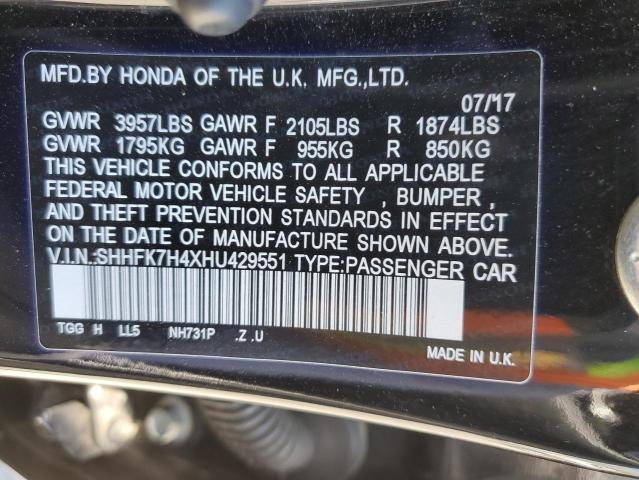 MFD.BY HONDA OF THE U.K. MFG.,LTD.
07/17
GVWR 3957LBS GAWR F 2105LBS R 1874LBS
GVWR 1795KG GAWR F 955KG R 850KG
THIS VEHICLE CONFORMS TO ALL APPLICABLE
FEDERAL MOTOR VEHICLE SAFETY , BUMPER ,
AND THEFT PREVENTION STANDARDS IN EFFECT
ON THE DATE OF MANUFACTURE SHOWN ABOVE.
V.I.N.:SHHFK7H4XHU429551 TYPE:PASSENGER CAR
TGG H LL5 NH731P .Z .U
MADE IN U.K.